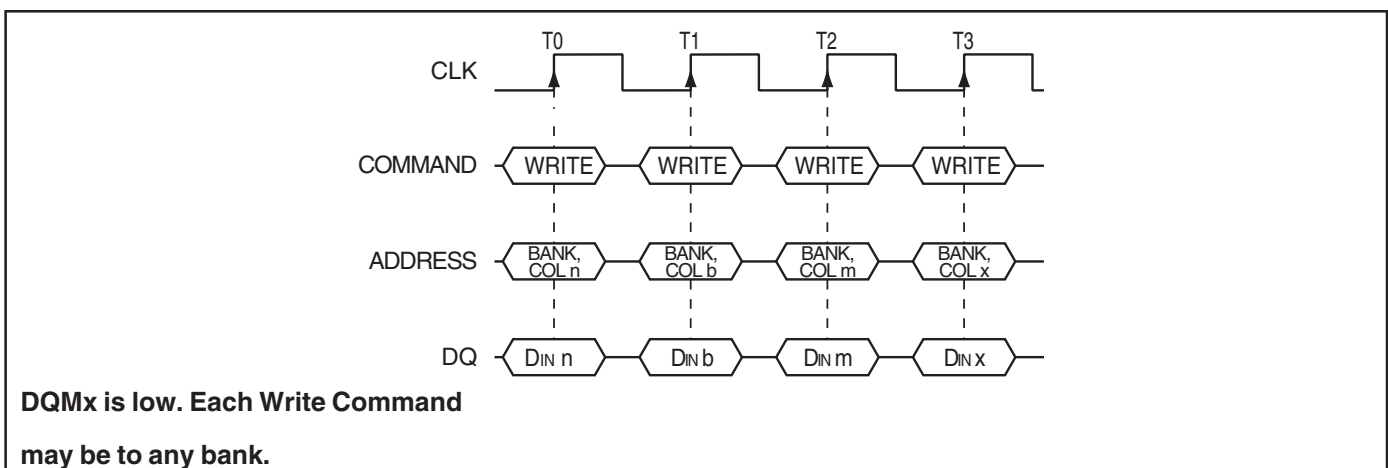 T0 T1 T2 T3
CLK
COMMAND WRITE WRITE WRITE WRITE
ADDRESS BANK, COL n BANK, COL b BANK, COL m BANK, COL x
DQ DIN n DIN b DIN m DIN x
DQMx is low. Each Write Command
may be to any bank.